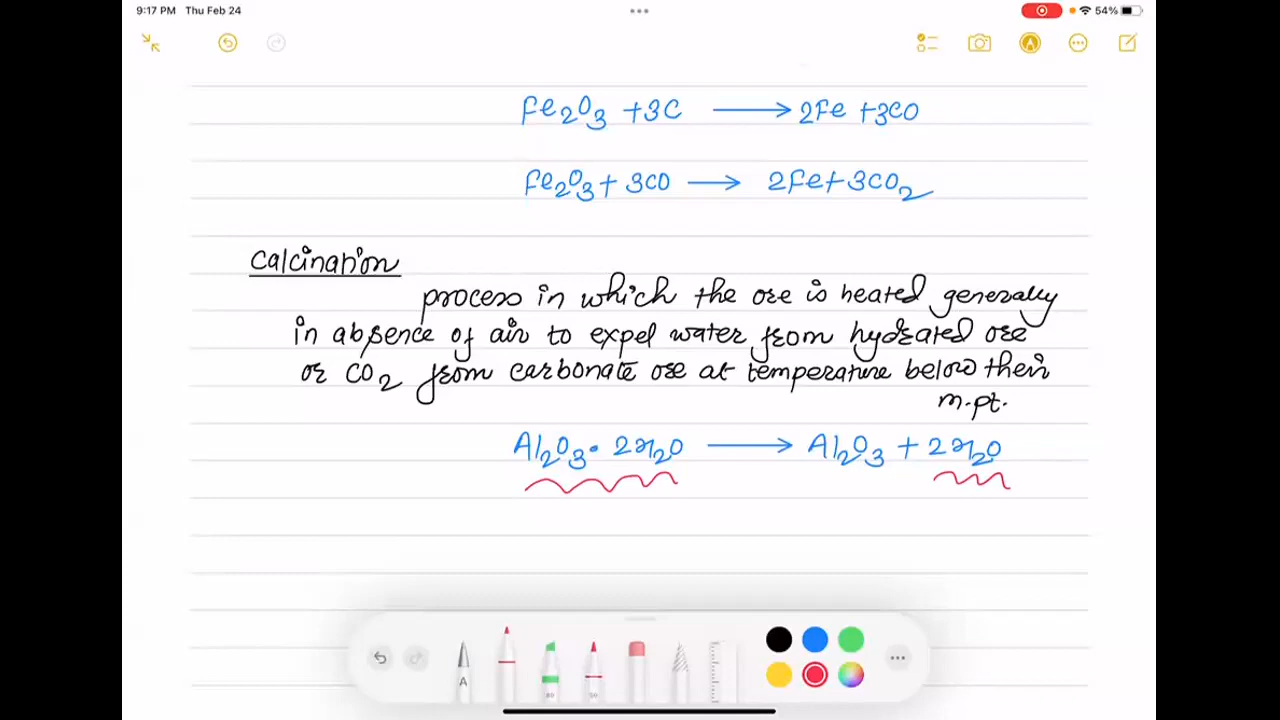 9:17 PM Thu Feb 24
54%
Fe₂O₃ +3C ⟶ 2Fe +3CO
Fe₂O₃ + 3CO ⟶ 2Fe + 3CO₂
Calcination
process in which the ore is heated generally
in absence of air to expel water from hydrated ore
or CO₂ from carbonate ore at temperature below their
m.pt.
Al₂O₃ · 2H₂O ⟶ Al₂O₃ + 2H₂O
A
80
50